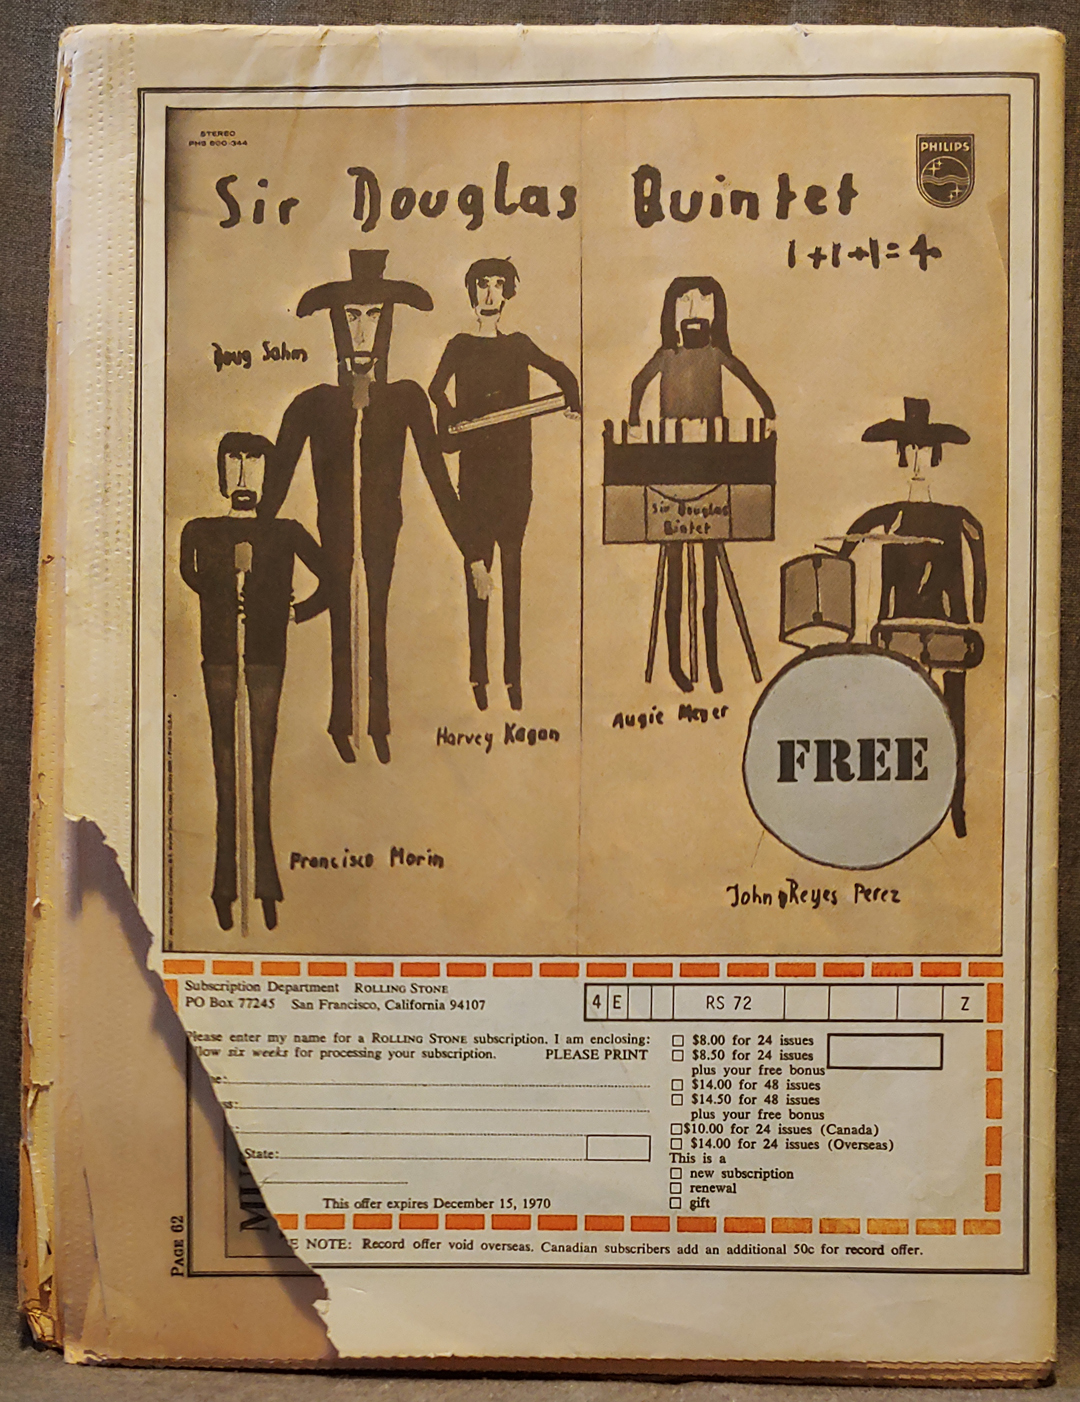 STEREO
PHS 600-344
PHILIPS
Sir Douglas Quintet
1+1+1=4
Doug Sahm
Sir Douglas
Qintet
Harvey Kagan
Augie Meyer
FREE
Francisco Morin
John Reyes Perez
Subscription Department ROLLING STONE
PO Box 77245 San Francisco, California 94107
4 E RS 72 Z
Please enter my name for a ROLLING STONE subscription. I am enclosing:
six weeks for processing your subscription. PLEASE PRINT
State:
This offer expires December 15, 1970
$8.00 for 24 issues
$8.50 for 24 issues
plus your free bonus
$14.00 for 48 issues
$14.50 for 48 issues
plus your free bonus
$10.00 for 24 issues (Canada)
$14.00 for 24 issues (Overseas)
This is a
new subscription
renewal
gift
NOTE: Record offer void overseas. Canadian subscribers add an additional 50c for record offer.
PAGE 62